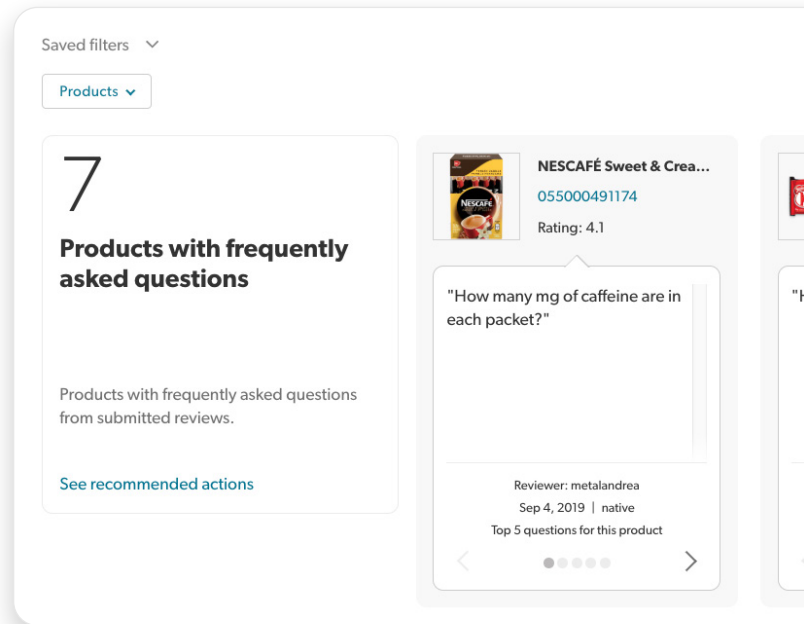 Saved filters
Products
7
Products with frequently
asked questions
Products with frequently asked questions
from submitted reviews.
See recommended actions
NESCAFÉ Sweet & Crea...
055000491174
Rating: 4.1
NESCAFÉ
"How many mg of caffeine are in
each packet?"
Reviewer: metalandrea
Sep 4, 2019 | native
Top 5 questions for this product